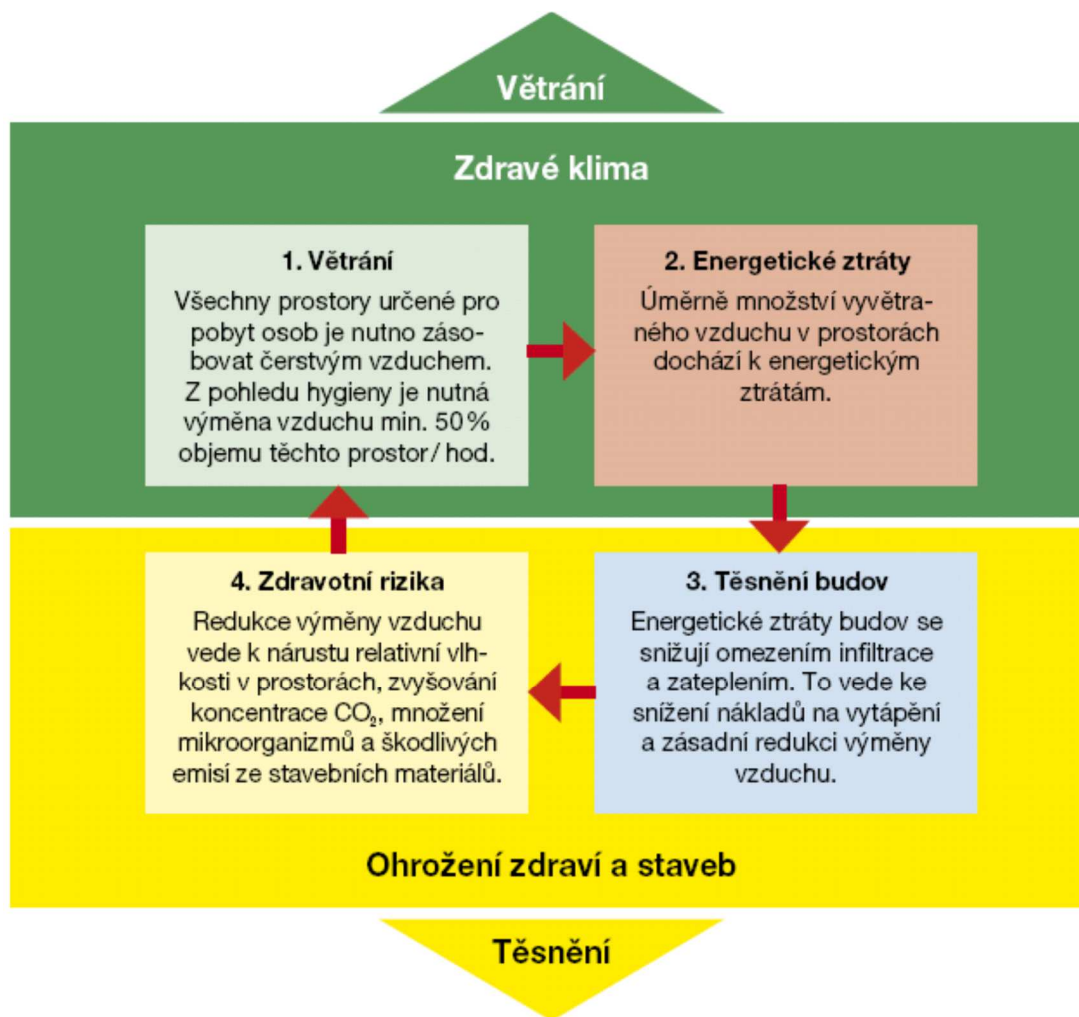 Větrání
Zdravé klima
1. Větrání
Všechny prostory určené pro
pobyt osob je nutno záso-
bovat čerstvým vzduchem.
Z pohledu hygieny je nutná
výměna vzduchu min. 50 %
objemu těchto prostor / hod.
2. Energetické ztráty
Úměrně množství vyvětra-
ného vzduchu v prostorách
dochází k energetickým
ztrátám.
4. Zdravotní rizika
Redukce výměny vzduchu
vede k nárustu relativní vlh-
kosti v prostorách, zvyšování
koncentrace CO₂, množení
mikroorganizmů a škodlivých
emisí ze stavebních materiálů.
3. Těsnění budov
Energetické ztráty budov se
snižují omezením infiltrace
a zateplením. To vede ke
snížení nákladů na vytápění
a zásadní redukci výměny
vzduchu.
Ohrožení zdraví a staveb
Těsnění